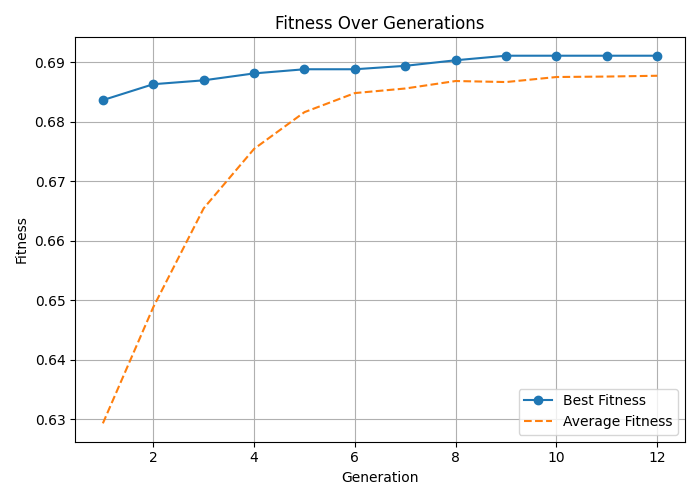 Fitness Over Generations
Fitness
0.69
0.68
0.67
0.66
0.65
0.64
0.63
Best Fitness
Average Fitness
2 4 6 8 10 12
Generation